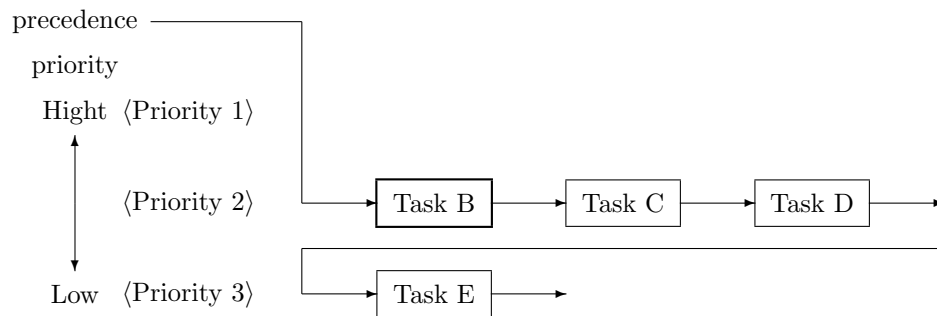 precedence
priority
Hight ⟨Priority 1⟩
⟨Priority 2⟩ Task B Task C Task D
Low ⟨Priority 3⟩ Task E